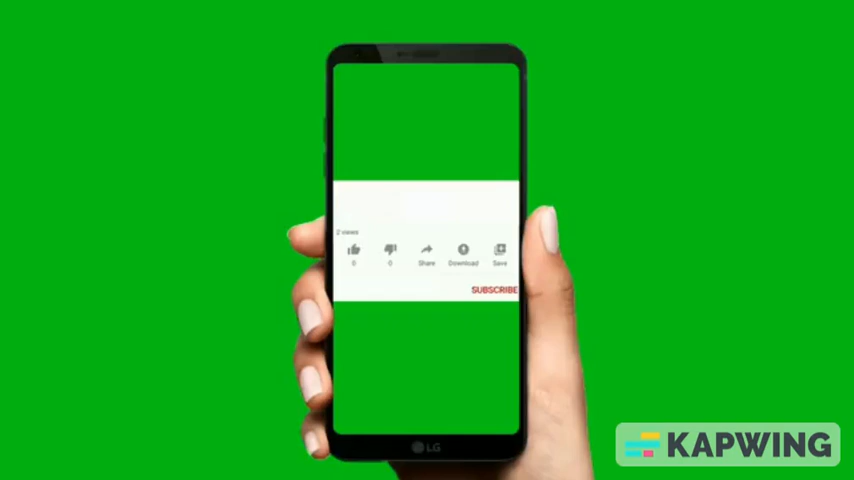 2 views
0 0 Share Download Save
SUBSCRIBE
LG
KAPWING